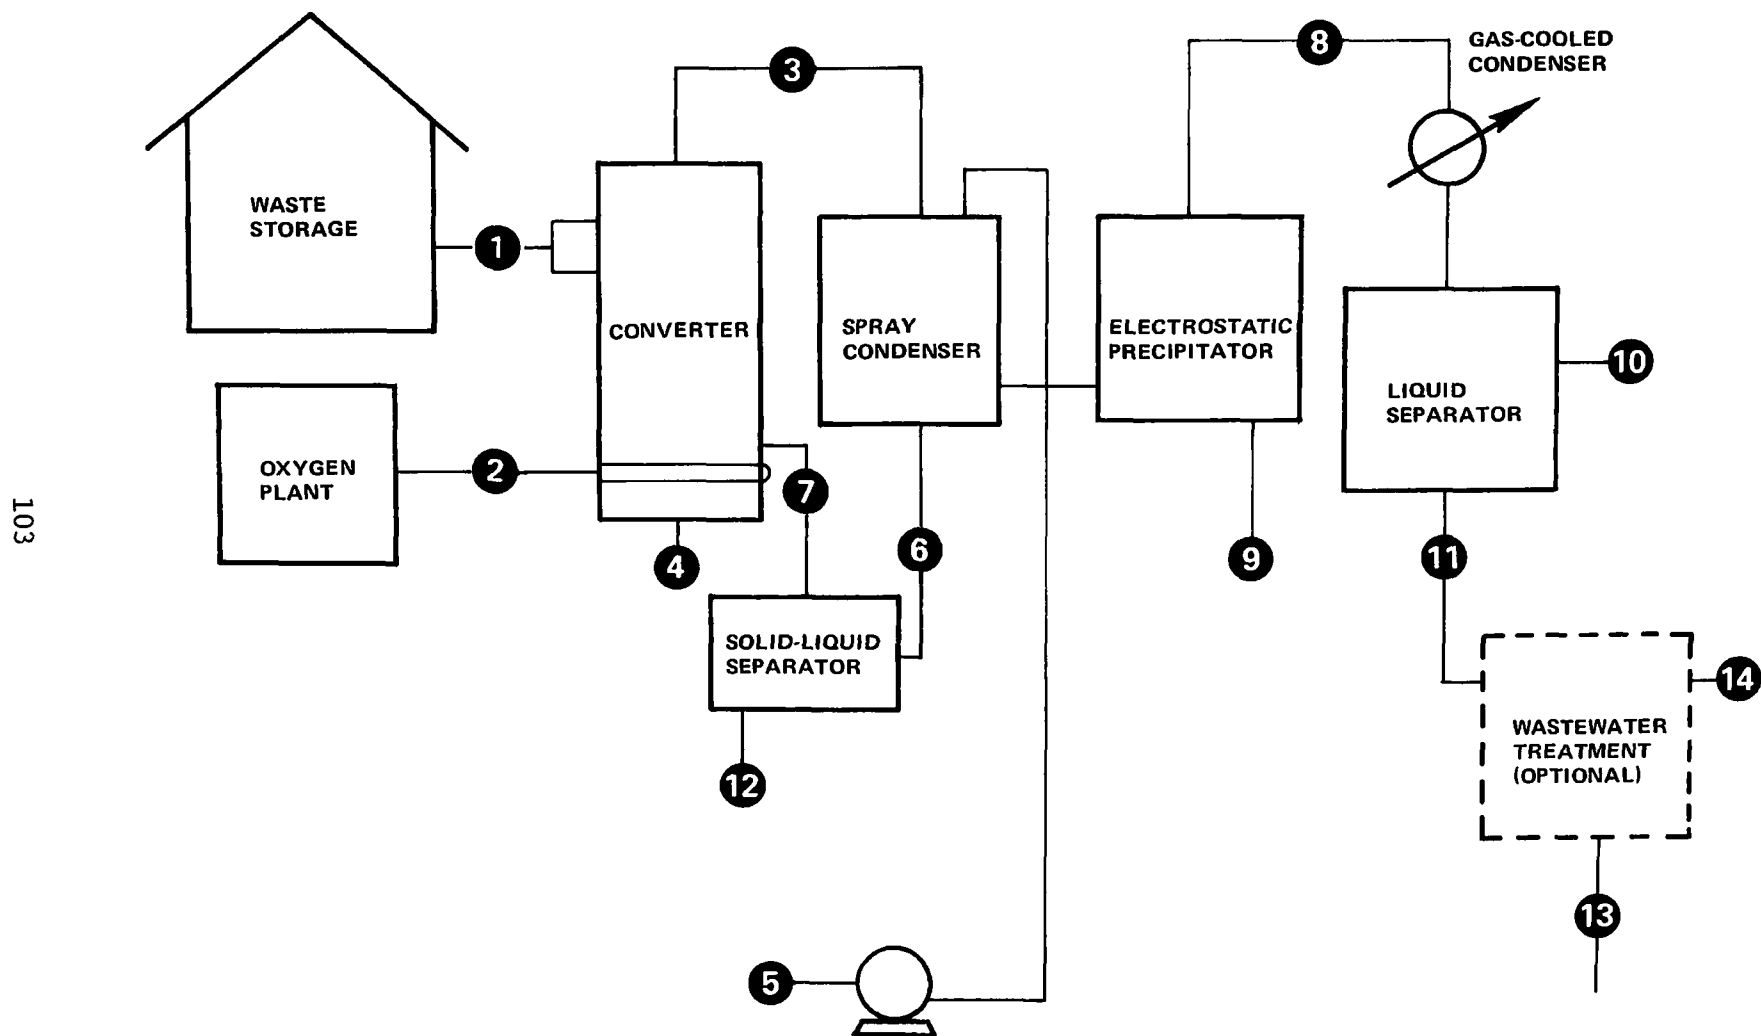 3
8
GAS-COOLED
CONDENSER
WASTE
STORAGE
1
CONVERTER
SPRAY
CONDENSER
ELECTROSTATIC
PRECIPITATOR
10
LIQUID
SEPARATOR
OXYGEN
PLANT
2
7
103
4
6
9
11
SOLID-LIQUID
SEPARATOR
14
WASTEWATER
TREATMENT
(OPTIONAL)
12
13
5